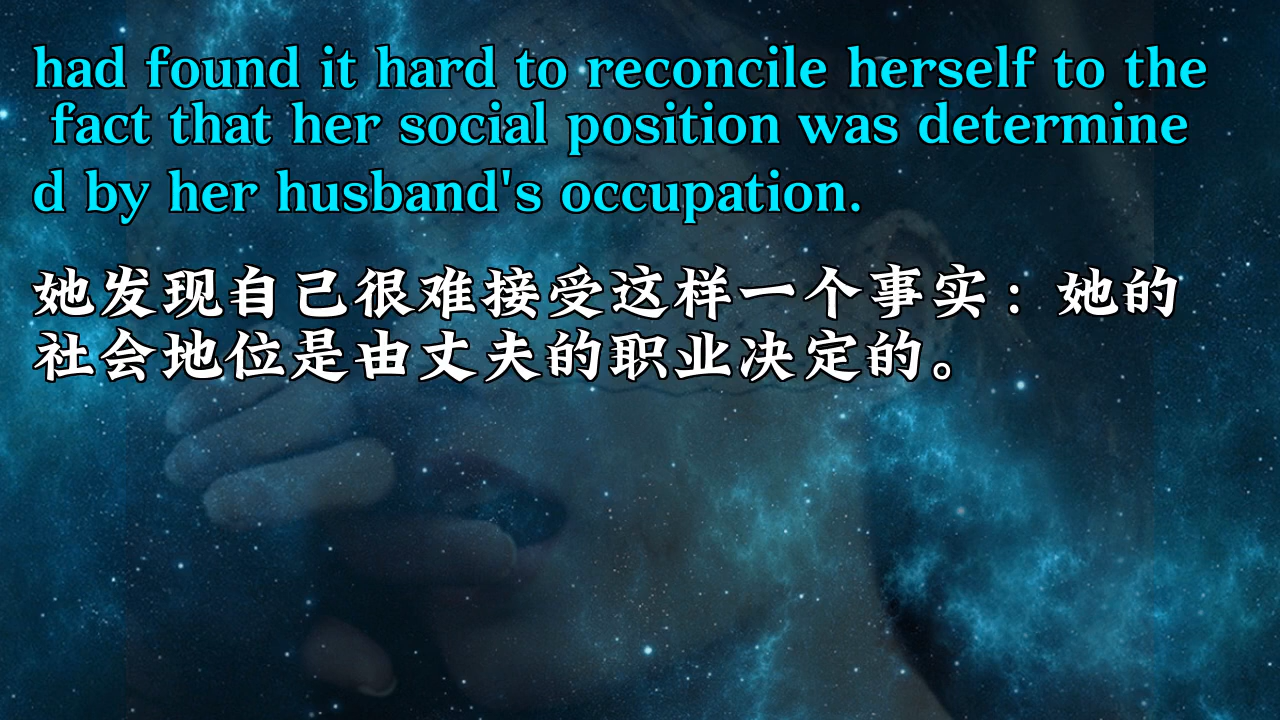 had found it hard to reconcile herself to the
fact that her social position was determine
d by her husband's occupation.
她发现自己很难接受这样一个事实：她的
社会地位是由丈夫的职业决定的。